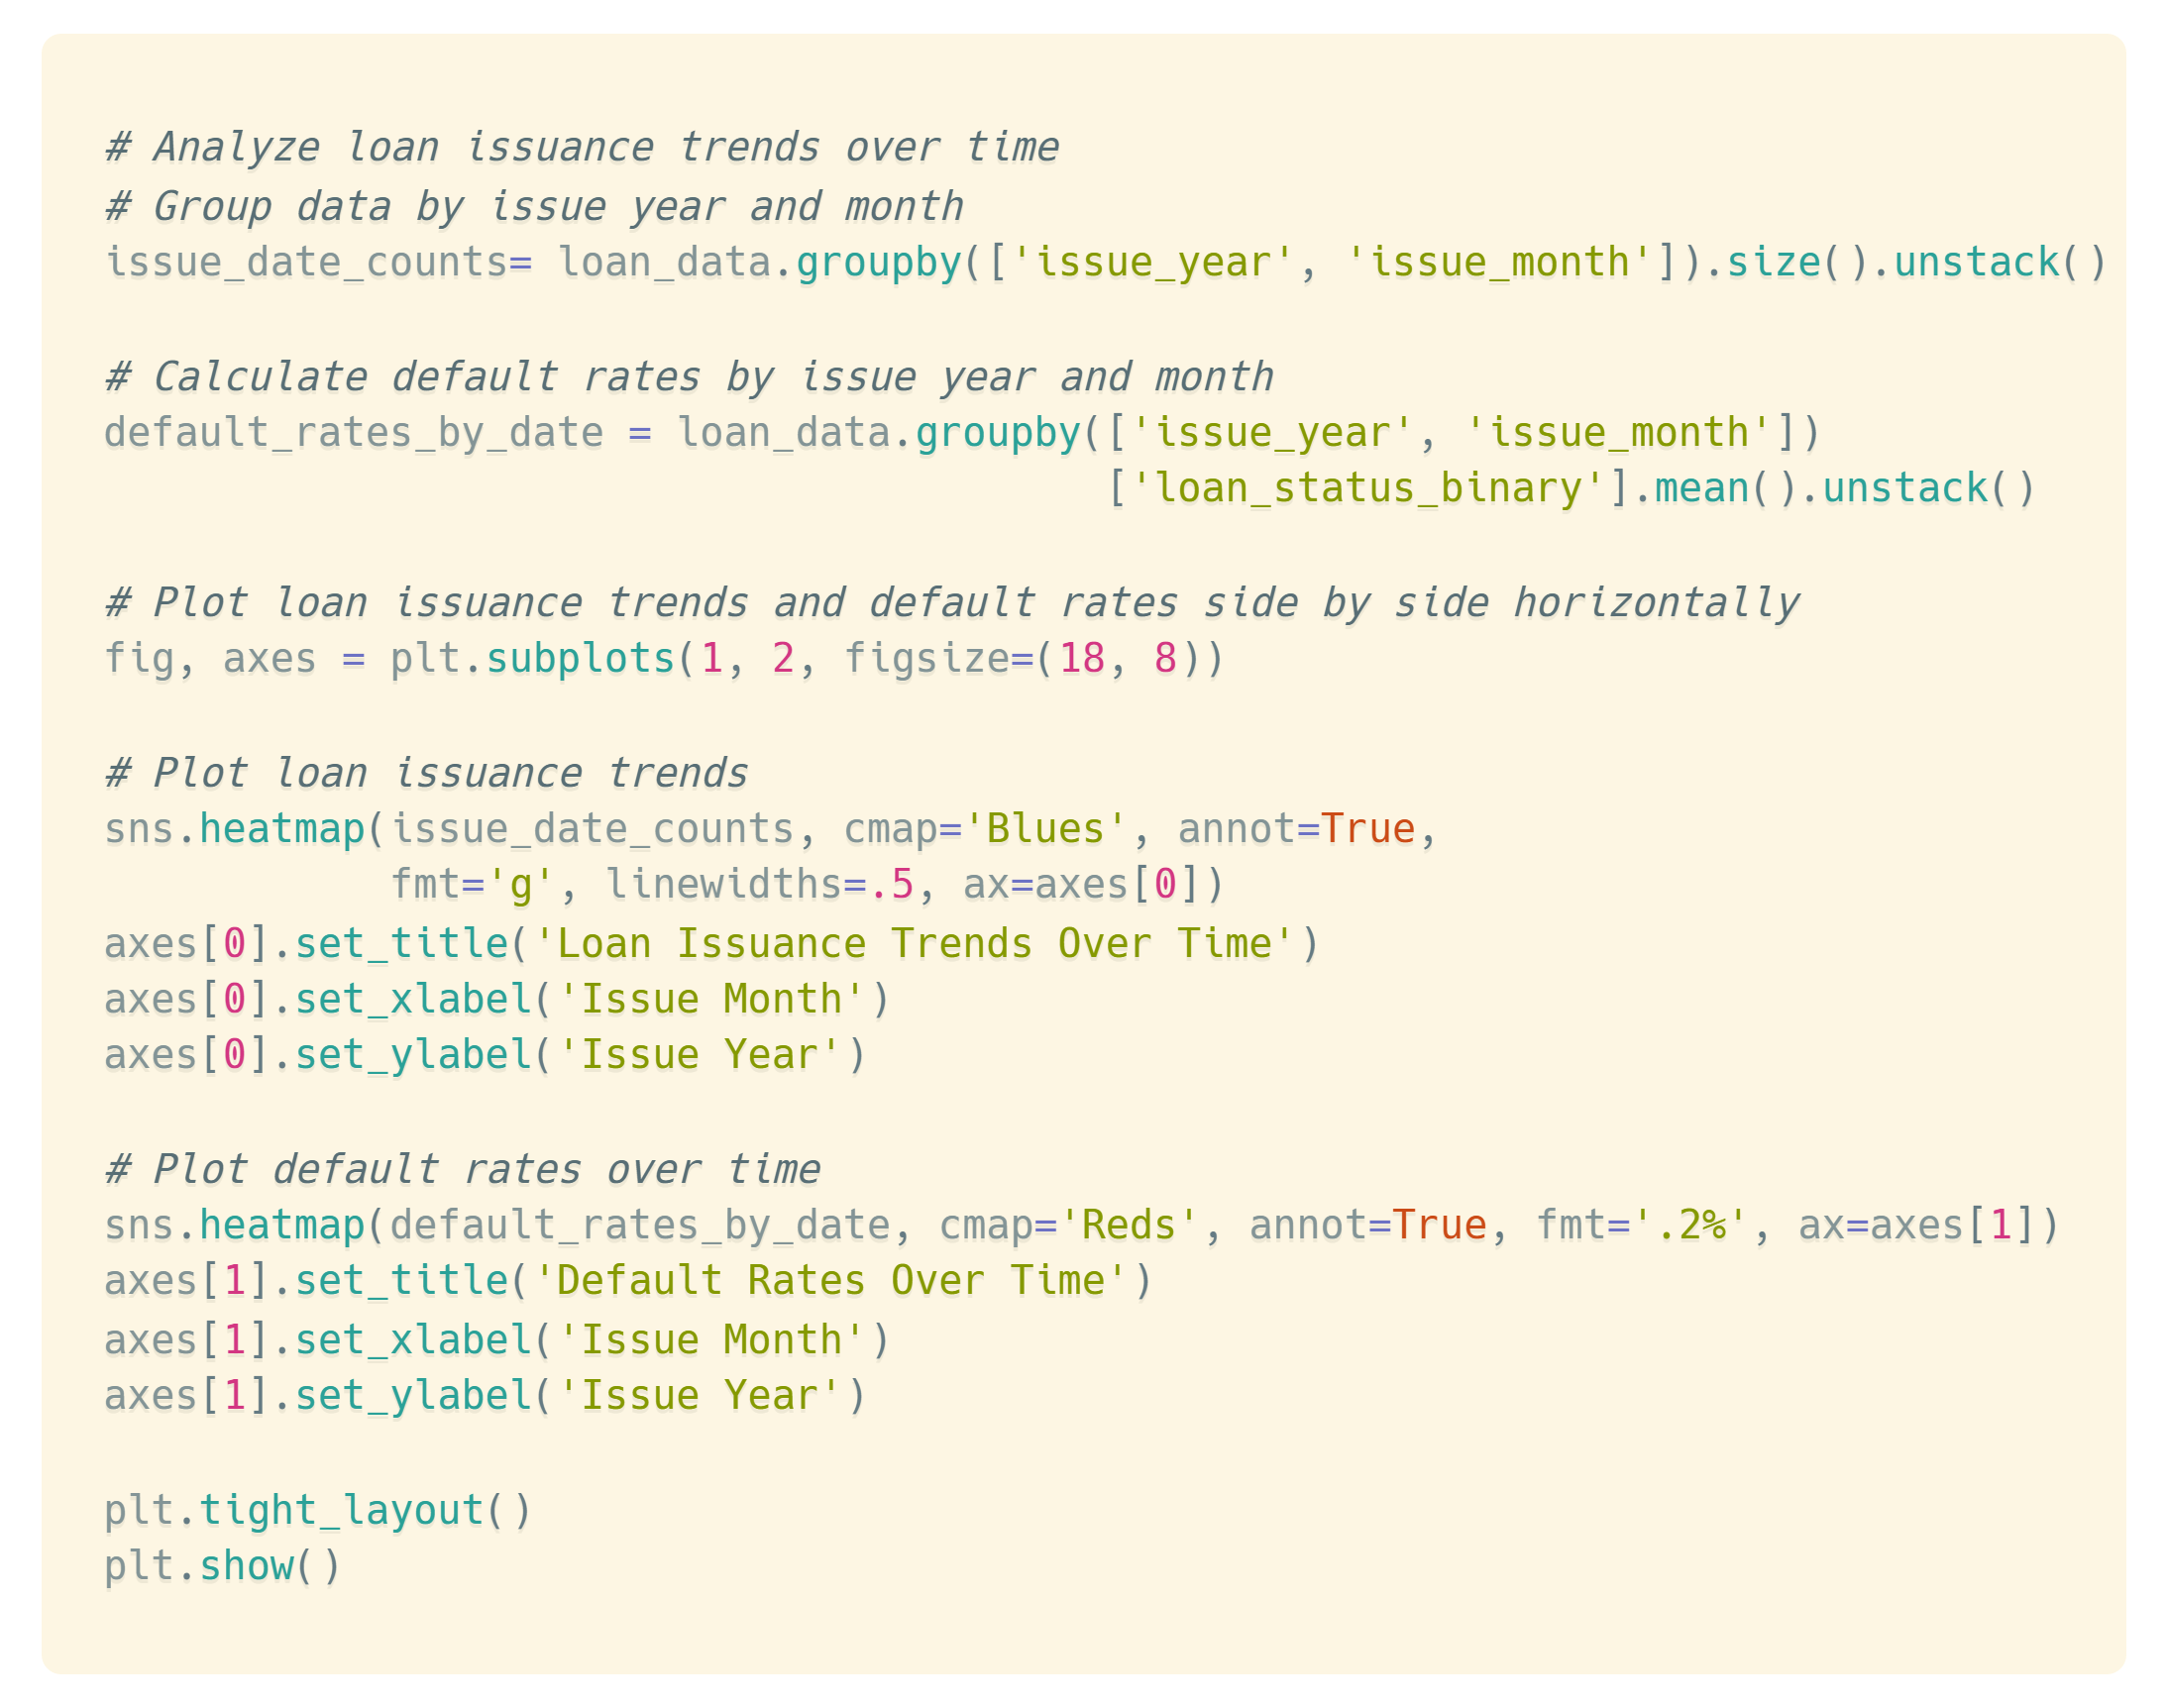 # Analyze loan issuance trends over time
# Group data by issue year and month
issue_date_counts= loan_data.groupby(['issue_year', 'issue_month']).size().unstack()

# Calculate default rates by issue year and month
default_rates_by_date = loan_data.groupby(['issue_year', 'issue_month'])
                                          ['loan_status_binary'].mean().unstack()

# Plot loan issuance trends and default rates side by side horizontally
fig, axes = plt.subplots(1, 2, figsize=(18, 8))

# Plot loan issuance trends
sns.heatmap(issue_date_counts, cmap='Blues', annot=True,
            fmt='g', linewidths=.5, ax=axes[0])
axes[0].set_title('Loan Issuance Trends Over Time')
axes[0].set_xlabel('Issue Month')
axes[0].set_ylabel('Issue Year')

# Plot default rates over time
sns.heatmap(default_rates_by_date, cmap='Reds', annot=True, fmt='.2%', ax=axes[1])
axes[1].set_title('Default Rates Over Time')
axes[1].set_xlabel('Issue Month')
axes[1].set_ylabel('Issue Year')

plt.tight_layout()
plt.show()